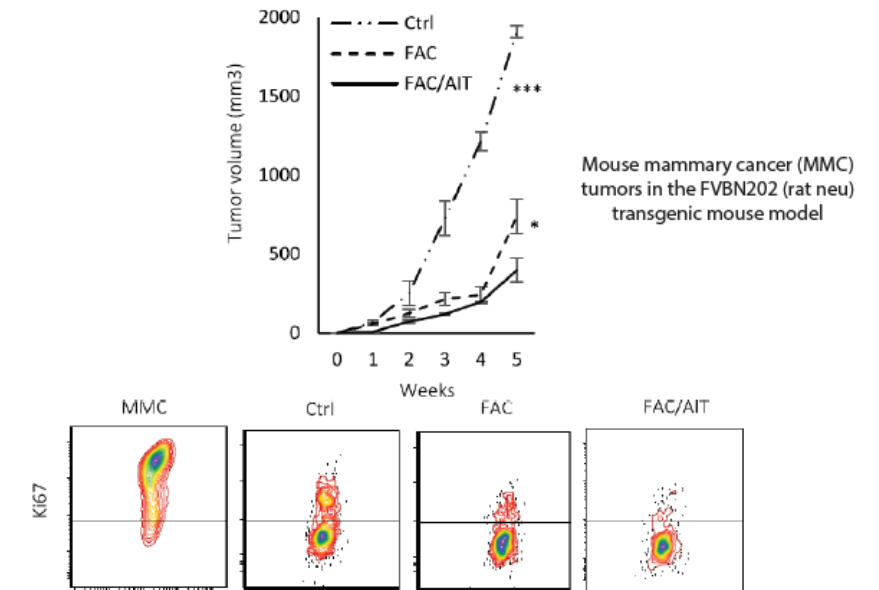 2000
1500
1000
500
0
Tumor volume (mm3)
Ctrl
FAC
FAC/AIT
***
*
0 1 2 3 4 5
Weeks
Mouse mammary cancer (MMC)
tumors in the FVBN202 (rat neu)
transgenic mouse model
MMC Ctrl FAC FAC/AIT
Ki67